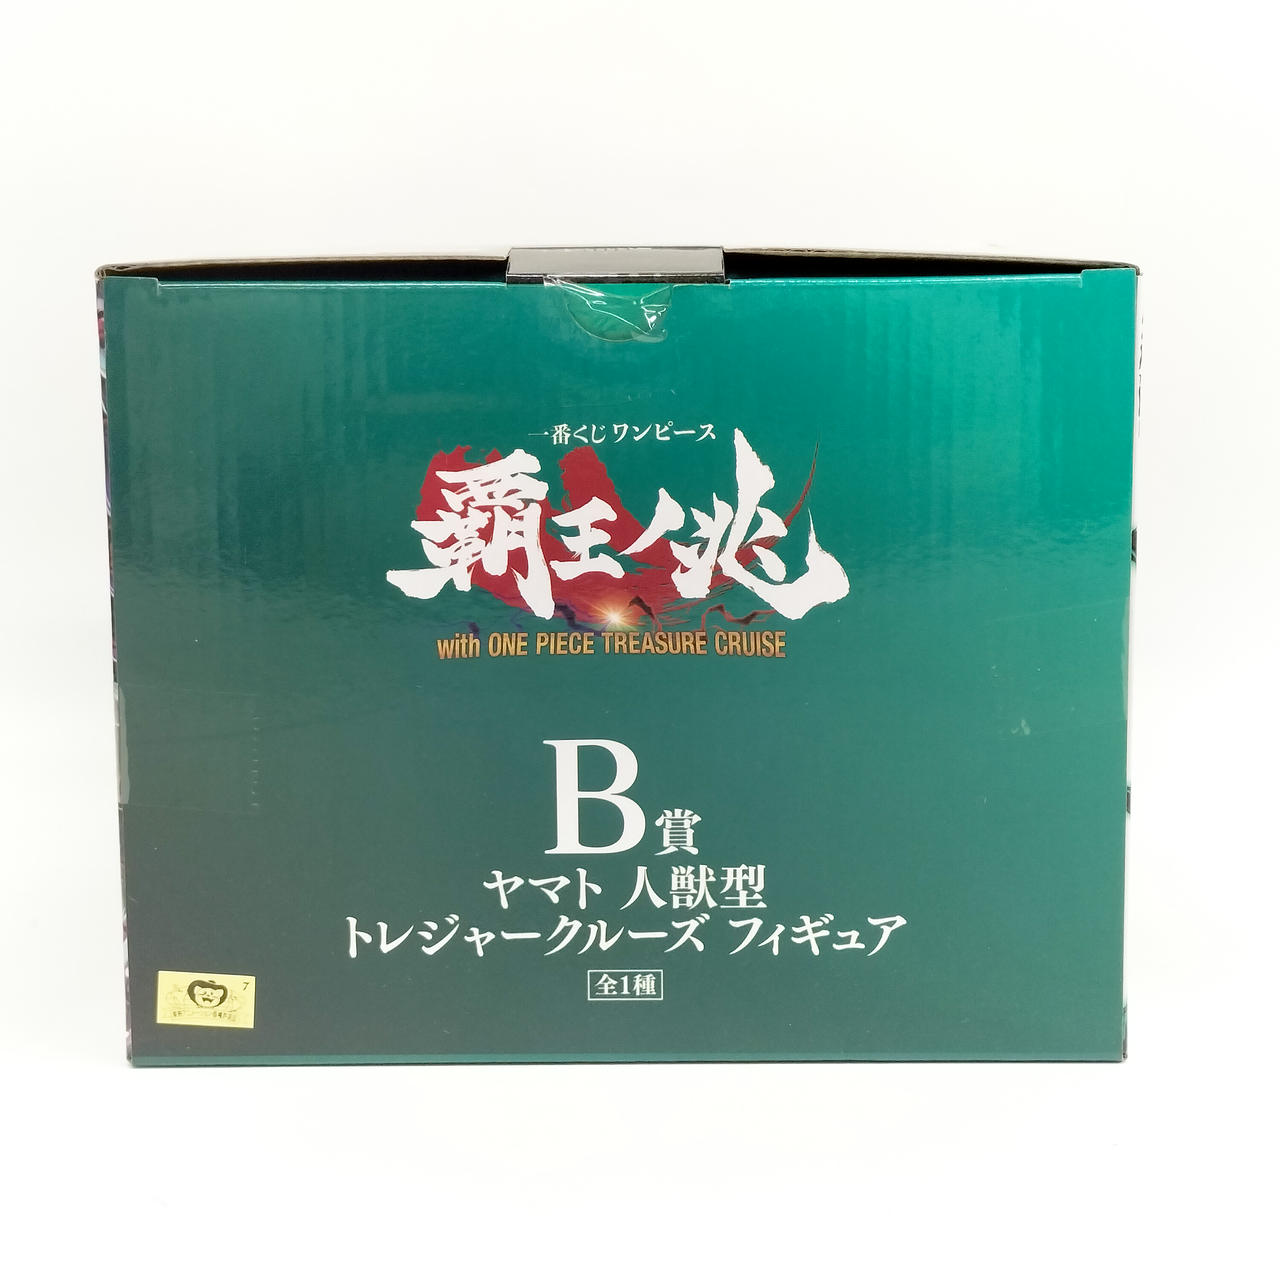 一番くじ ワンピース
覇王ノ兆
with ONE PIECE TREASURE CRUISE
B賞
ヤマト 人獣型
トレジャークルーズ フィギュア
全1種
7